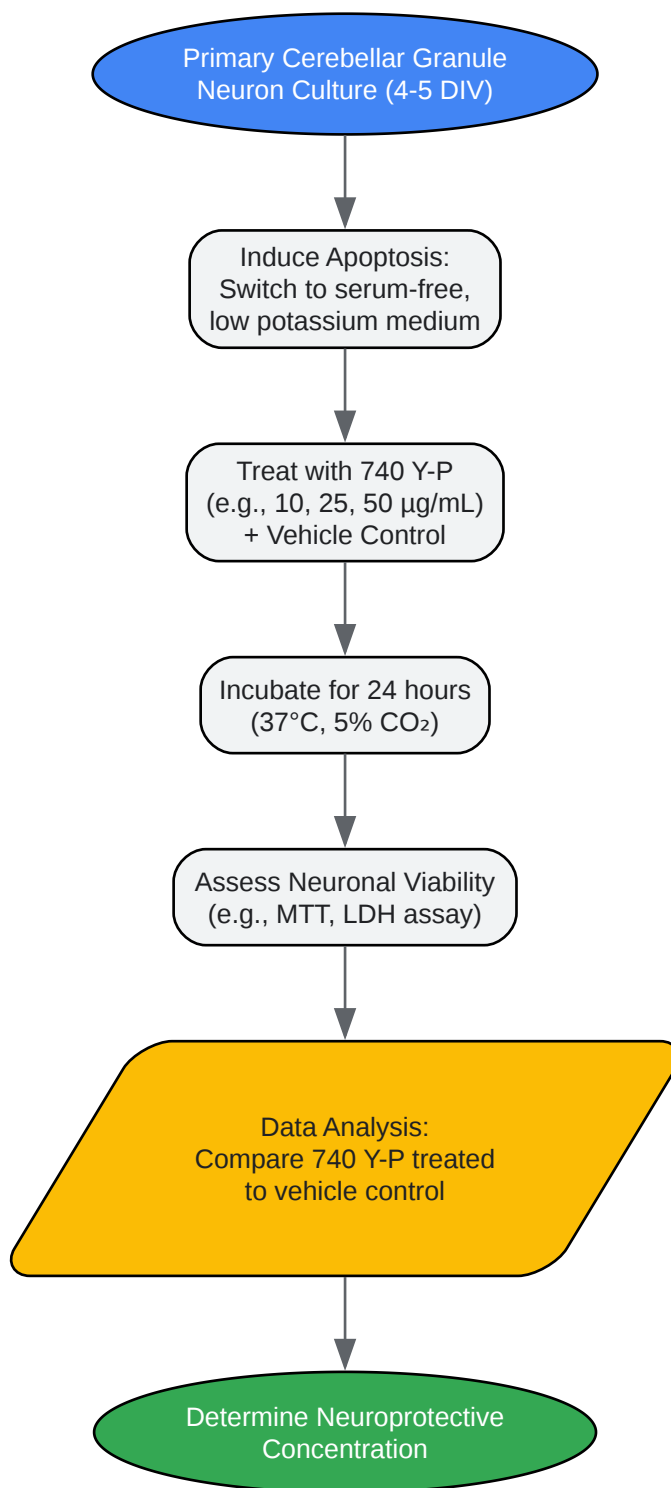 Primary Cerebellar Granule
Neuron Culture (4-5 DIV)
Induce Apoptosis:
Switch to serum-free,
low potassium medium
Treat with 740 Y-P
(e.g., 10, 25, 50 µg/mL)
+ Vehicle Control
Incubate for 24 hours
(37°C, 5% CO₂)
Assess Neuronal Viability
(e.g., MTT, LDH assay)
Data Analysis:
Compare 740 Y-P treated
to vehicle control
Determine Neuroprotective
Concentration